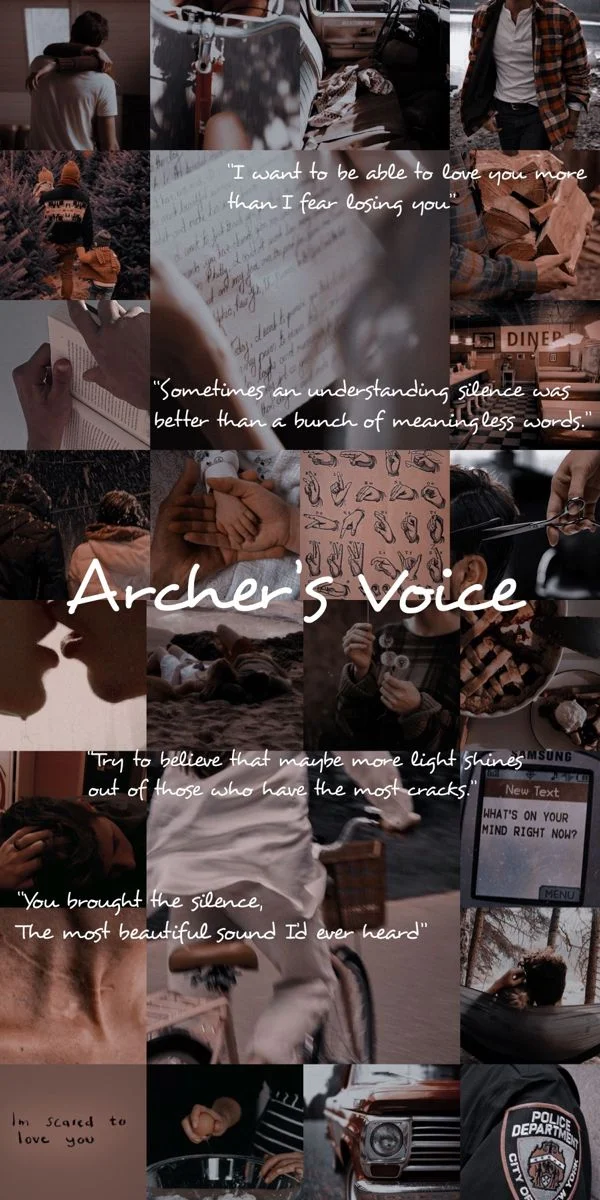 "I want to be able to love you more
than I fear losing you"
DINER
"Sometimes an understanding silence was
better than a bunch of meaningless words."
Archer's Voice
"Try to believe that maybe more light shines
out of those who have the most cracks."
SAMSUNG
New Text
WHAT'S ON YOUR
MIND RIGHT NOW?
MENU
"You brought the silence,
The most beautiful sound I'd ever heard"
Im scared to
love you
POLICE
DEPARTMENT
CITY OF
YORK